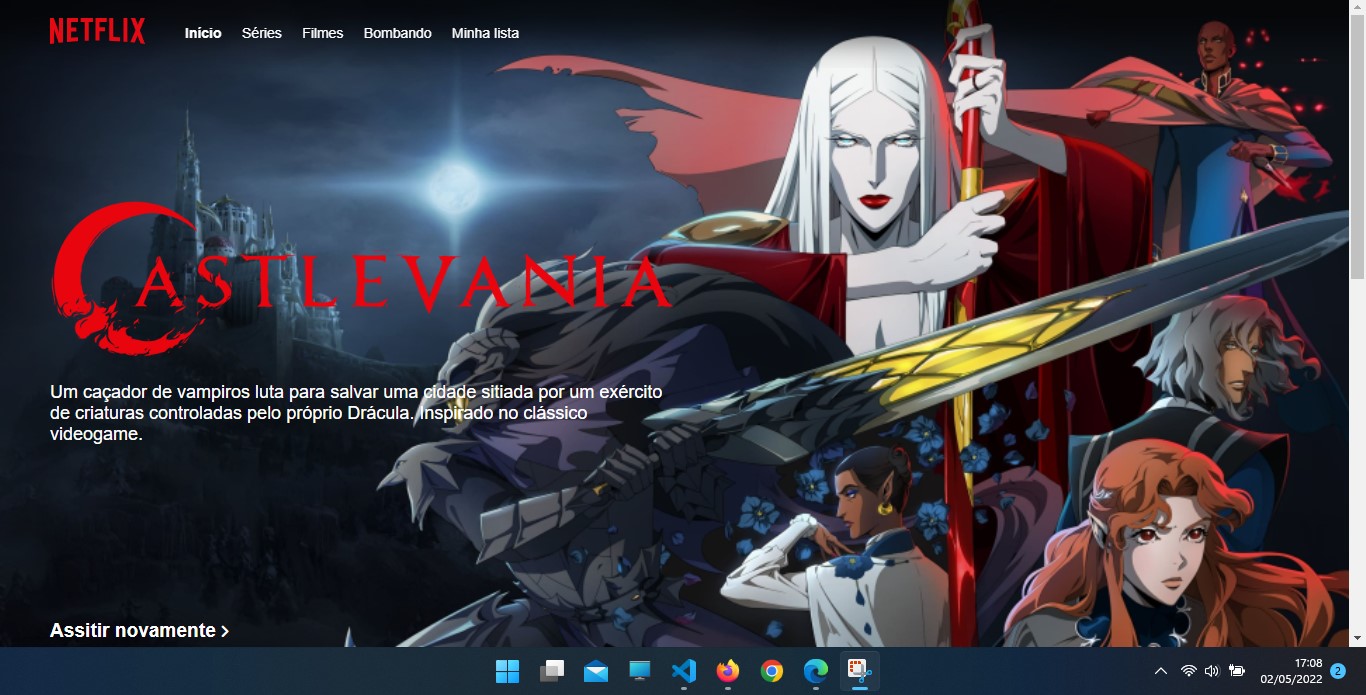 NETFLIX Início Séries Filmes Bombando Minha lista
CASTLEVANIA
Um caçador de vampiros luta para salvar uma cidade sitiada por um exército
de criaturas controladas pelo próprio Drácula. Inspirado no clássico
videogame.
Assitir novamente >
17:08
02/05/2022
2